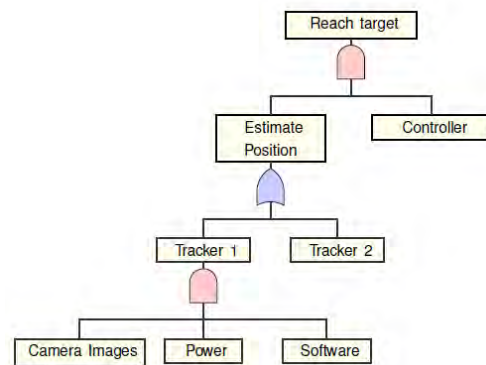 Reach target
Estimate
Position
Controller
Tracker 1
Tracker 2
Camera Images
Power
Software